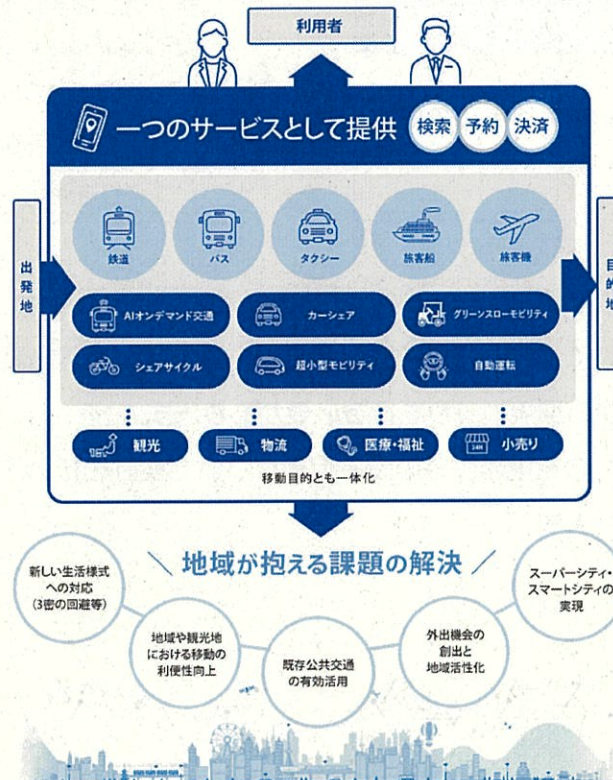 利用者
一つのサービスとして提供 検索 予約 決済
出発地
目的地
鉄道 バス タクシー 旅客船 旅客機
AIオンデマンド交通 カーシェア グリーンスローモビリティ
シェアサイクル 超小型モビリティ 自動運転
観光 物流 医療・福祉 小売り
移動目的とも一体化
地域が抱える課題の解決
新しい生活様式
への対応
(3密の回避等)
地域や観光地
における移動の
利便性向上
既存公共交通
の有効活用
外出機会の
創出と
地域活性化
スーパーシティ・
スマートシティの
実現